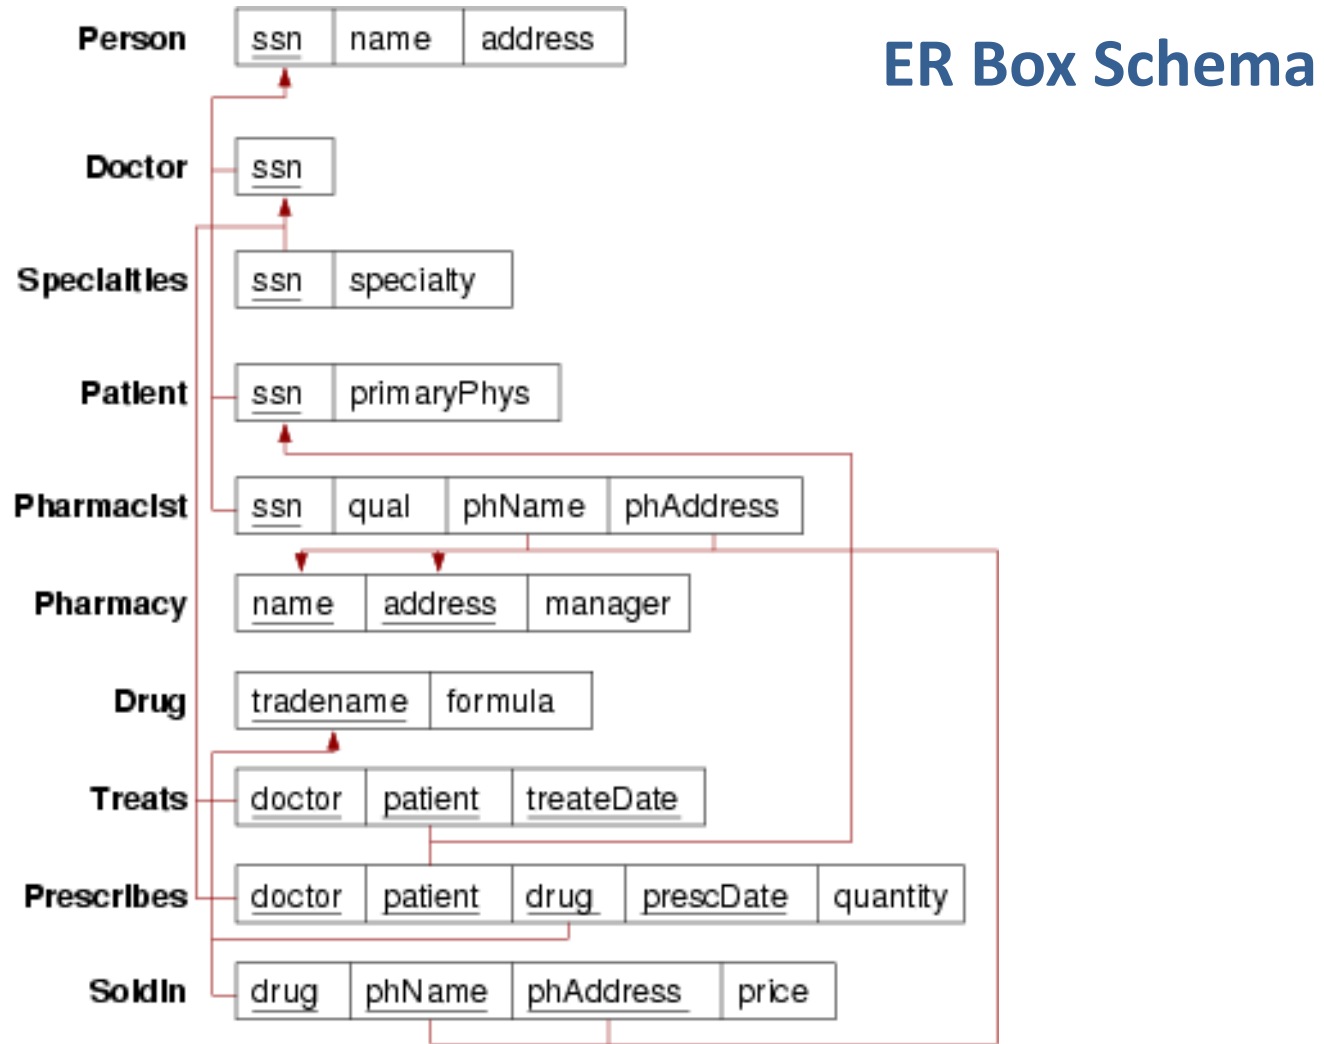 ER Box Schema
Person ssn name address
Doctor ssn
Specialties ssn specialty
Patient ssn primaryPhys
Pharmacist ssn qual phName phAddress
Pharmacy name address manager
Drug tradename formula
Treats doctor patient treateDate
Prescribes doctor patient drug prescDate quantity
SoldIn drug phName phAddress price